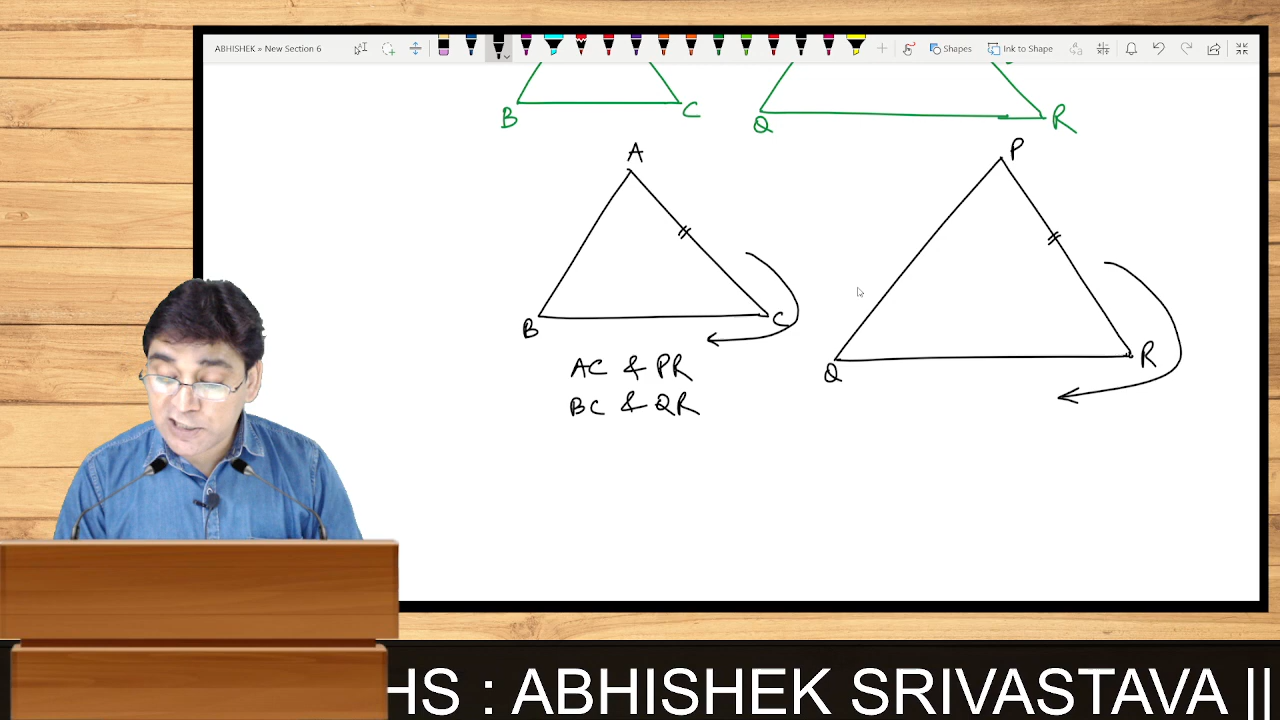 ABHISHEK » New Section 6
Shapes
Ink to Shape
B
C
Q
R
A
P
B
C
Q
R
AC & PR
BC & QR
HS : ABHISHEK SRIVASTAVA ||